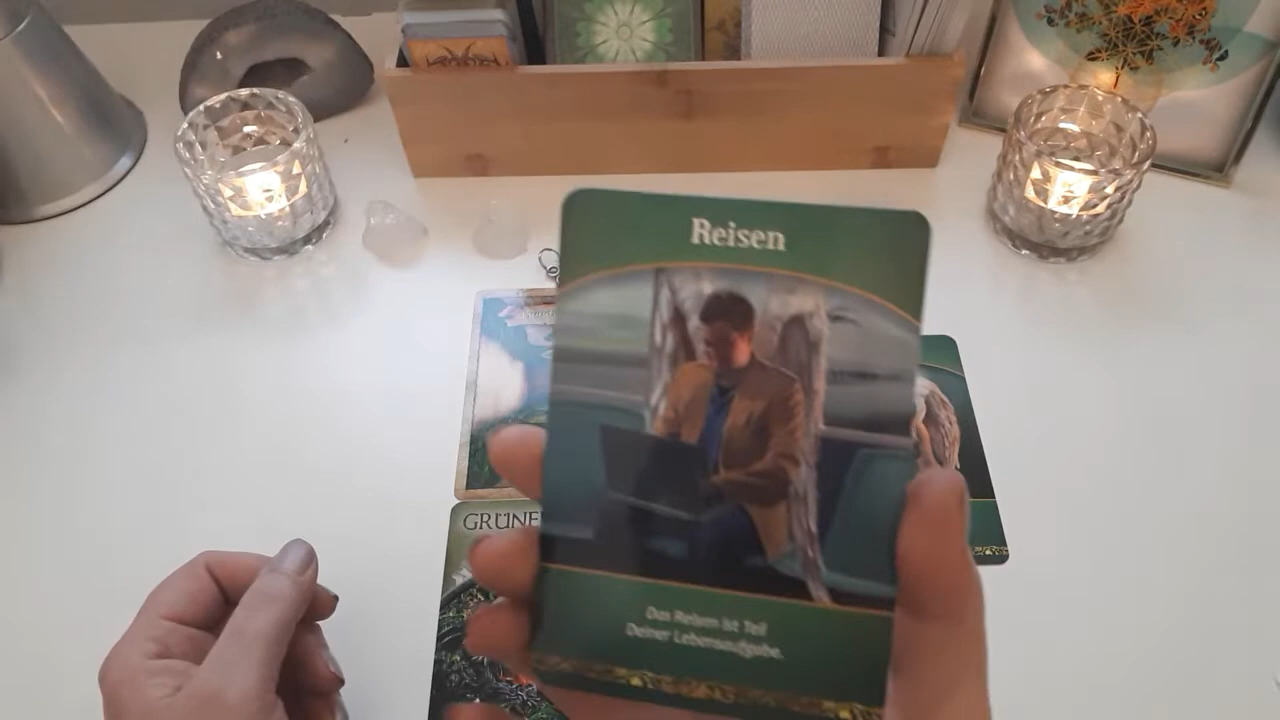 Reisen
GRÜNE
Das Reisen ist Teil
Deiner Lebensaufgabe.